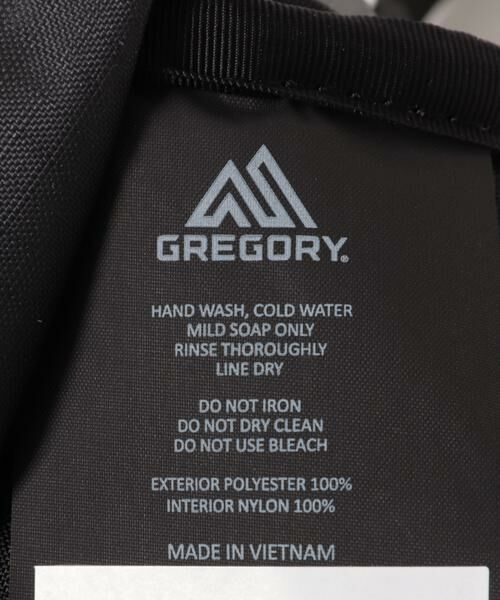 GREGORY®
HAND WASH, COLD WATER
MILD SOAP ONLY
RINSE THOROUGHLY
LINE DRY
DO NOT IRON
DO NOT DRY CLEAN
DO NOT USE BLEACH
EXTERIOR POLYESTER 100%
INTERIOR NYLON 100%
MADE IN VIETNAM